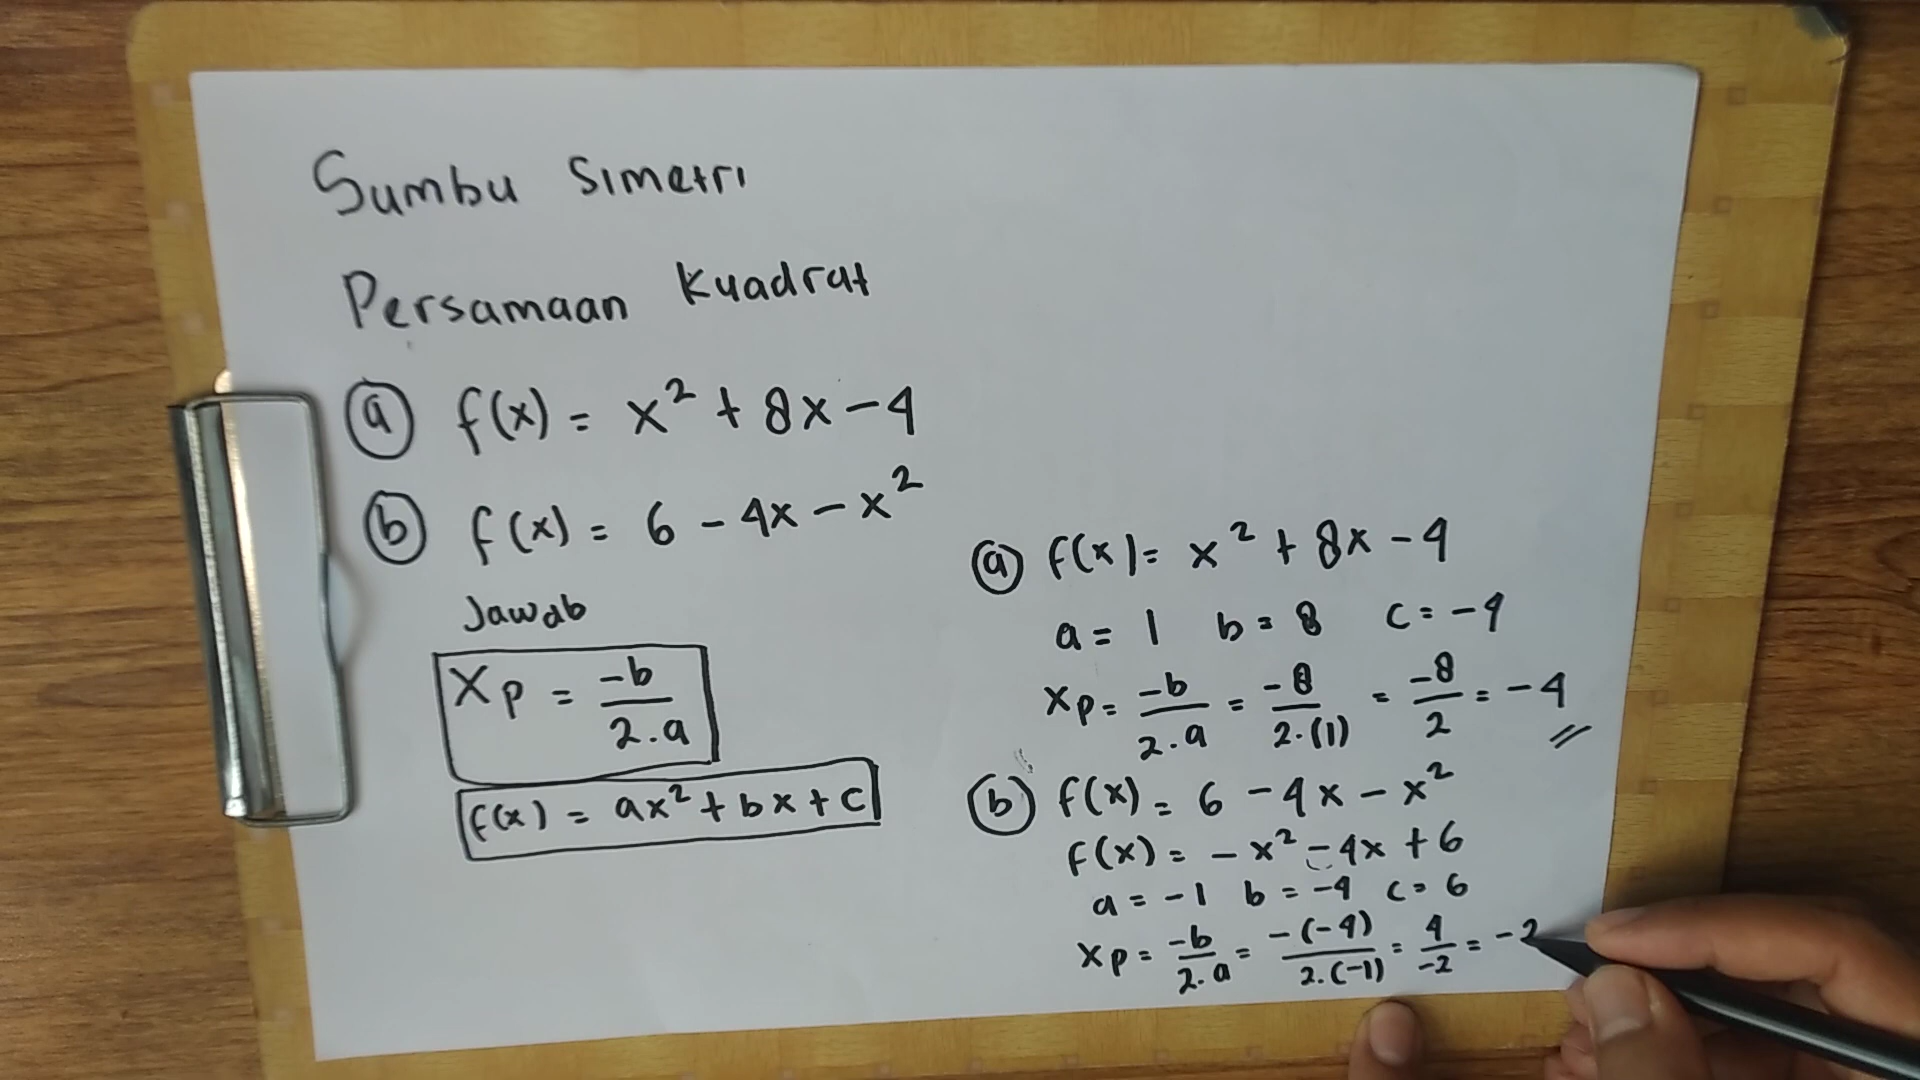 Sumbu Simetri
Persamaan Kuadrat
ⓐ f(x) = x² + 8x - 4
ⓑ f(x) = 6 - 4x - x²
Jawab
Xp = -b / 2.a
f(x) = ax² + bx + c
ⓐ f(x) = x² + 8x - 4
a = 1 b = 8 c = -4
Xp = -b / 2.a = -8 / 2.(1) = -8 / 2 = -4 //
ⓑ f(x) = 6 - 4x - x²
f(x) = - x² - 4x + 6
a = -1 b = -4 c = 6
Xp = -b / 2.a = -(-4) / 2.(-1) = 4 / -2 = -2